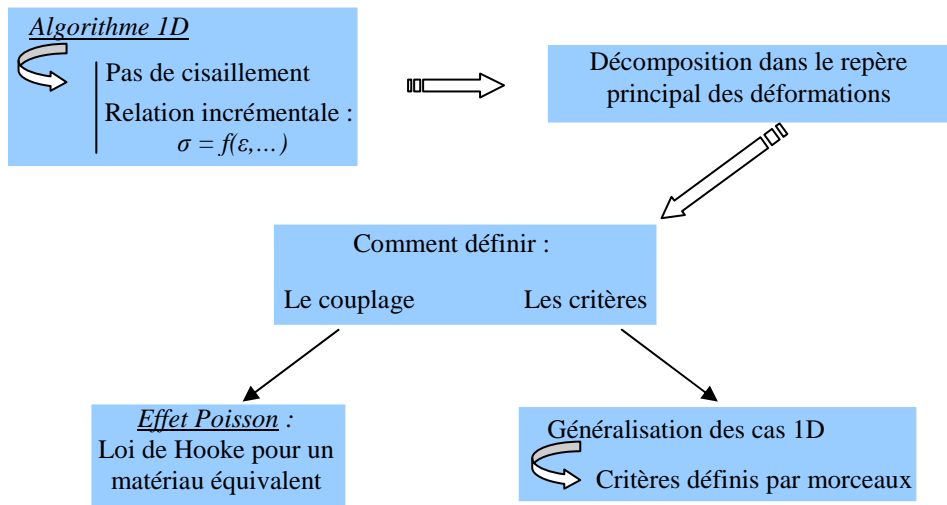 Algorithme 1D
Pas de cisaillement
Relation incrémentale :
σ = f(ε,…)
Décomposition dans le repère
principal des déformations
Comment définir :
Le couplage Les critères
Effet Poisson :
Loi de Hooke pour un
matériau équivalent
Généralisation des cas 1D
Critères définis par morceaux